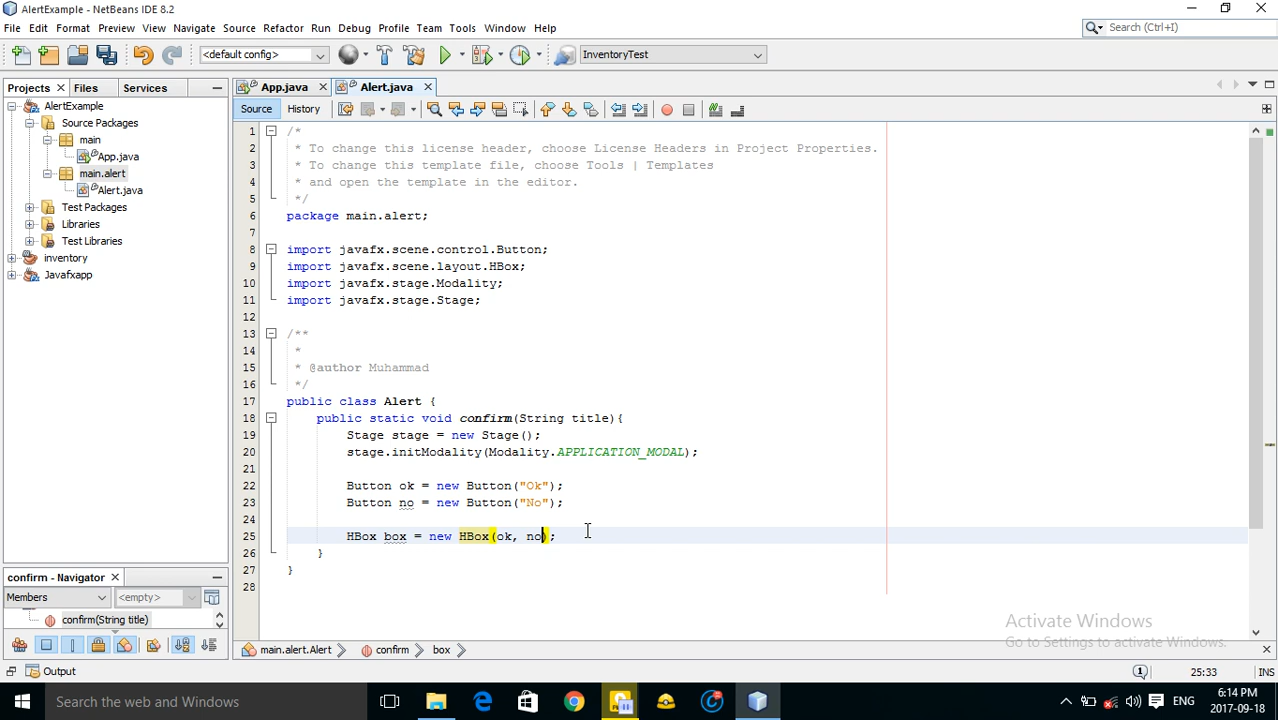 AlertExample - NetBeans IDE 8.2
File Edit Format Preview View Navigate Source Refactor Run Debug Profile Team Tools Window Help
Search (Ctrl+I)
<default config>
InventoryTest
Projects Files Services
App.java Alert.java
AlertExample
Source Packages
main
App.java
main.alert
Alert.java
Test Packages
Libraries
Test Libraries
inventory
Javafxapp
Source History
1 /*
2 * To change this license header, choose License Headers in Project Properties.
3 * To change this template file, choose Tools | Templates
4 * and open the template in the editor.
5 */
6 package main.alert;
7
8 import javafx.scene.control.Button;
9 import javafx.scene.layout.HBox;
10 import javafx.stage.Modality;
11 import javafx.stage.Stage;
12
13 /**
14 *
15 * @author Muhammad
16 */
17 public class Alert {
18 public static void confirm(String title){
19 Stage stage = new Stage();
20 stage.initModality(Modality.APPLICATION_MODAL);
21
22 Button ok = new Button("Ok");
23 Button no = new Button("No");
24
25 HBox box = new HBox(ok, no);
26 }
27 }
28
confirm - Navigator
Members <empty>
confirm(String title)
Activate Windows
Go to Settings to activate Windows.
main.alert.Alert confirm box
Output
25:33 INS
Search the web and Windows
ENG
6:14 PM
2017-09-18